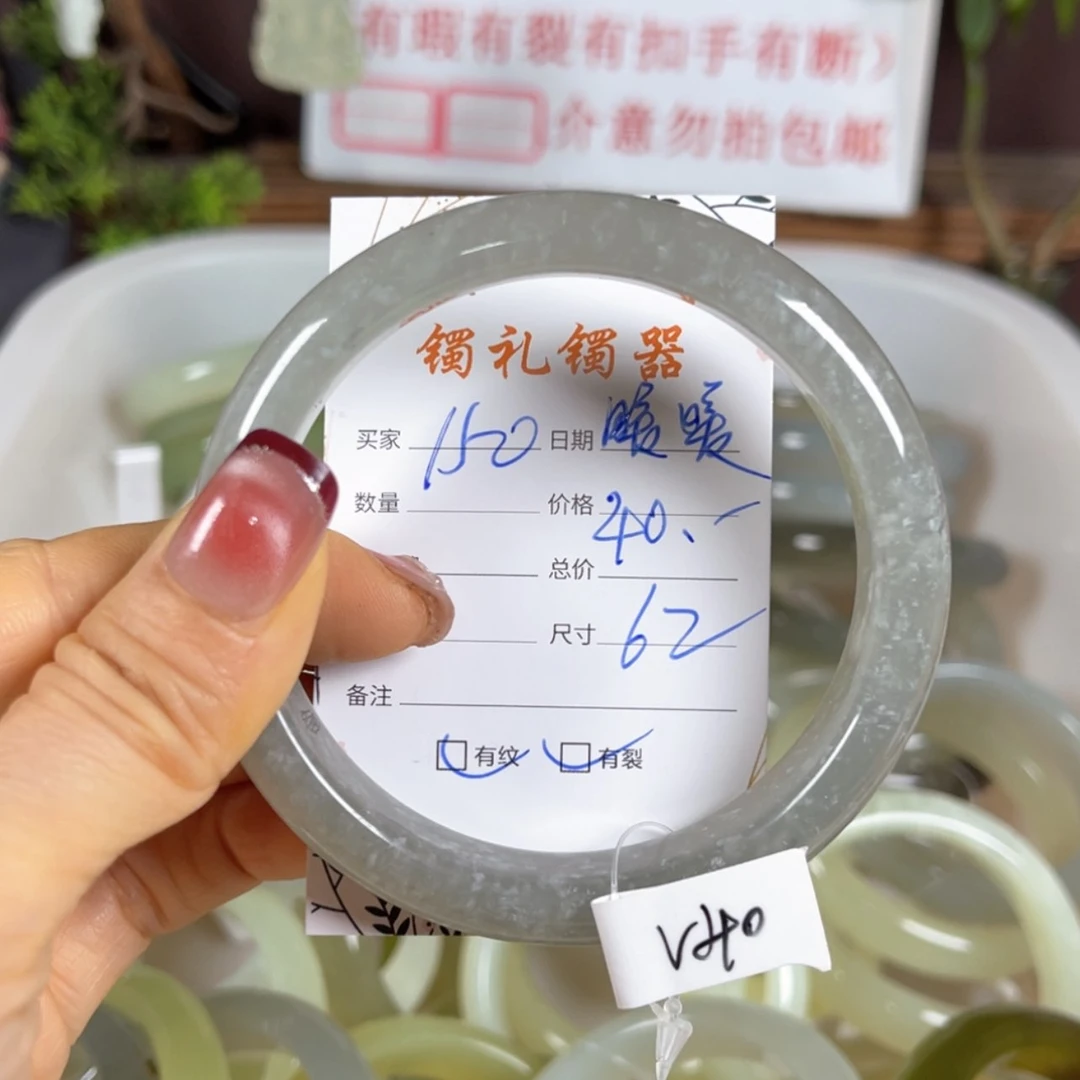 有瑕有裂有扣手有断）
介意勿拍包邮
镯礼镯器
买家 150 日期 暖暖
数量 价格 40.-
总价
尺寸 62
备注
有纹 有裂
V40